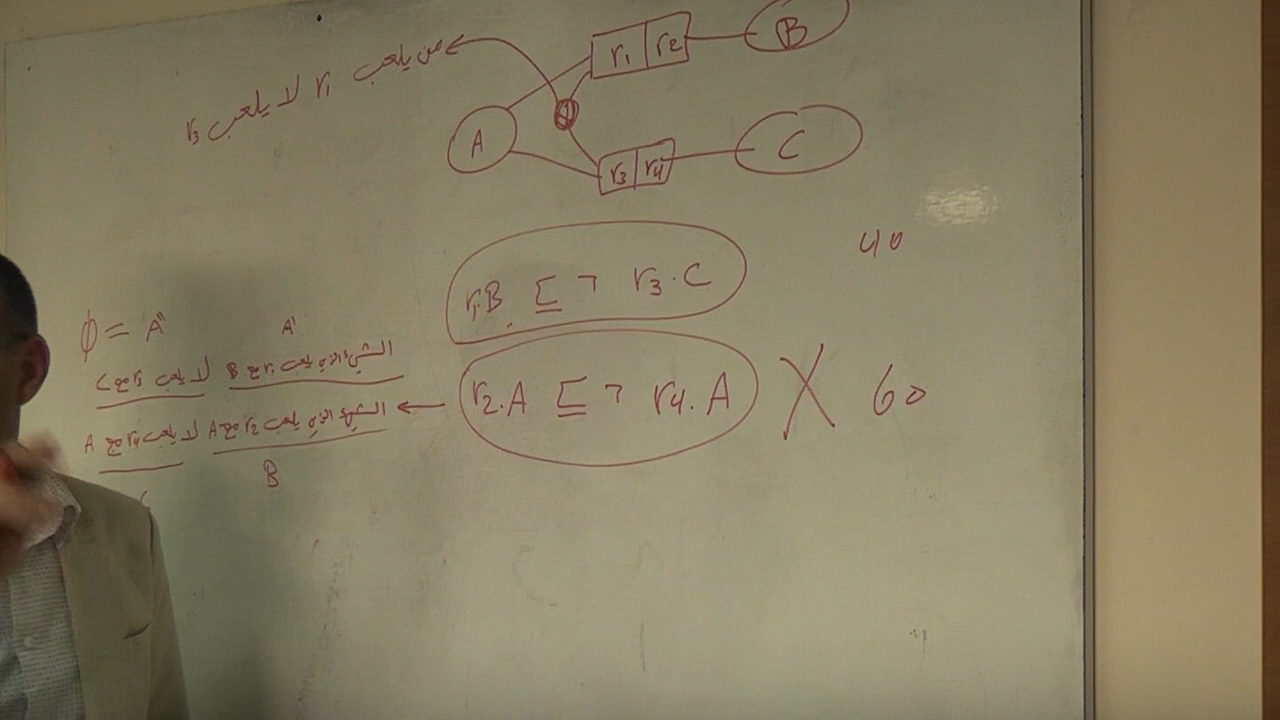 r1 r2 B
من يلعب r1 لا يلعب r3
A
r3 r4 C
40
r1.B ⊑ ¬ r3.C
ϕ = A" A'
الشيء الذي يلعب r1 مع B لا يلعب r3 مع C
r2.A ⊑ ¬ r4.A X 60
الشيء الذي يلعب r2 مع A لا يلعب r4 مع A
B